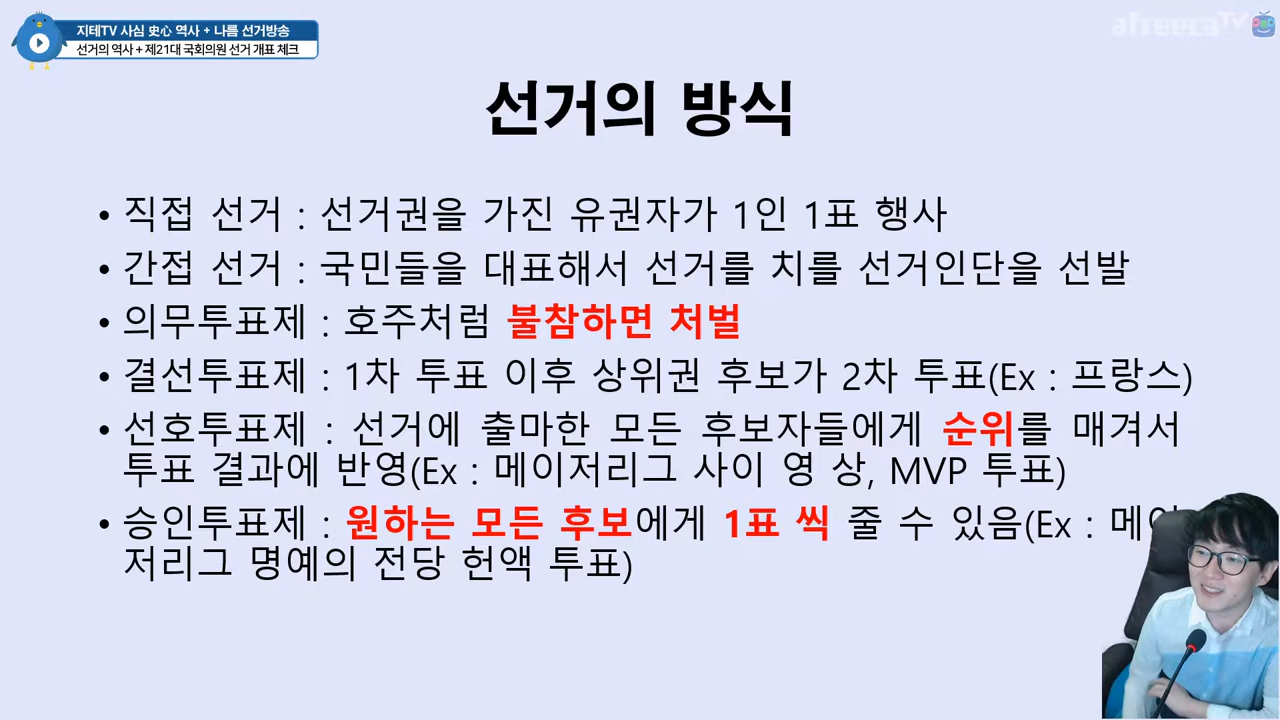 지테TV 사심 史心 역사 + 나름 선거방송
선거의 역사 + 제21대 국회의원 선거 개표 체크
afreecaTV
선거의 방식
• 직접 선거 : 선거권을 가진 유권자가 1인 1표 행사
• 간접 선거 : 국민들을 대표해서 선거를 치를 선거인단을 선발
• 의무투표제 : 호주처럼 불참하면 처벌
• 결선투표제 : 1차 투표 이후 상위권 후보가 2차 투표(Ex : 프랑스)
• 선호투표제 : 선거에 출마한 모든 후보자들에게 순위를 매겨서
투표 결과에 반영(Ex : 메이저리그 사이 영 상, MVP 투표)
• 승인투표제 : 원하는 모든 후보에게 1표 씩 줄 수 있음(Ex : 메이
저리그 명예의 전당 헌액 투표)